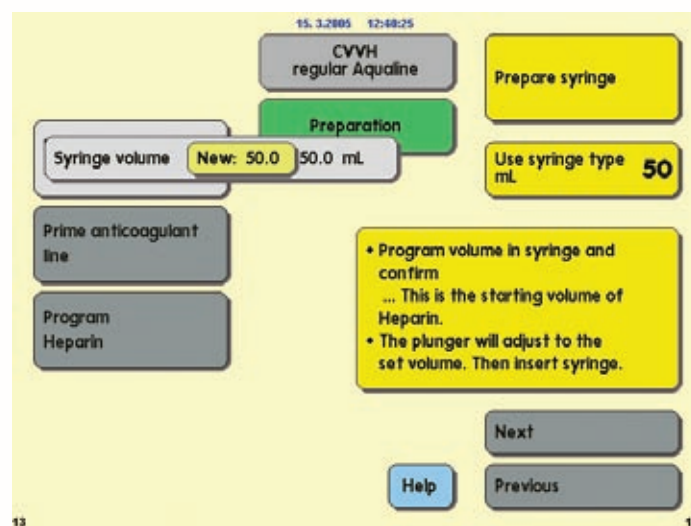 15. 3.2005 12:40:25
CVVH
regular Aqualine
Prepare syringe
Preparation
Syringe volume New: 50.0 50.0 mL
Use syringe type 50
mL
Prime anticoagulant
line
• Program volume in syringe and
confirm
... This is the starting volume of
Heparin.
• The plunger will adjust to the
set volume. Then insert syringe.
Program
Heparin
Next
Help
Previous
13